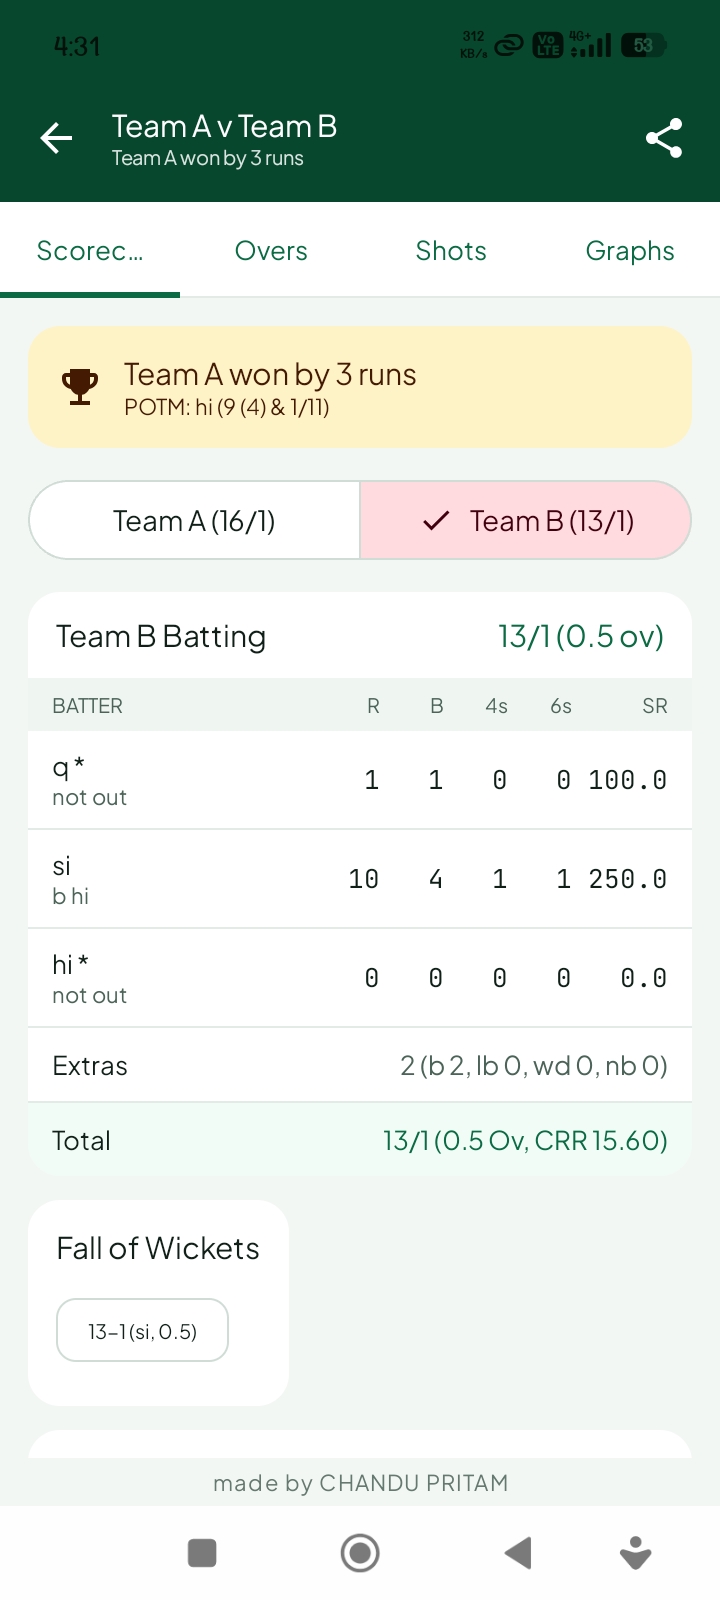 4:31
312
KB/s
Vo
LTE
4G+
53
Team A v Team B
Team A won by 3 runs
Scorec...
Overs
Shots
Graphs
Team A won by 3 runs
POTM: hi (9 (4) & 1/11)
Team A (16/1)
Team B (13/1)
Team B Batting
13/1 (0.5 ov)
BATTER R B 4s 6s SR
q *
not out
1 1 0 0 100.0
si
b hi
10 4 1 1 250.0
hi *
not out
0 0 0 0 0.0
Extras 2 (b 2, lb 0, wd 0, nb 0)
Total 13/1 (0.5 Ov, CRR 15.60)
Fall of Wickets
13–1 (si, 0.5)
made by CHANDU PRITAM